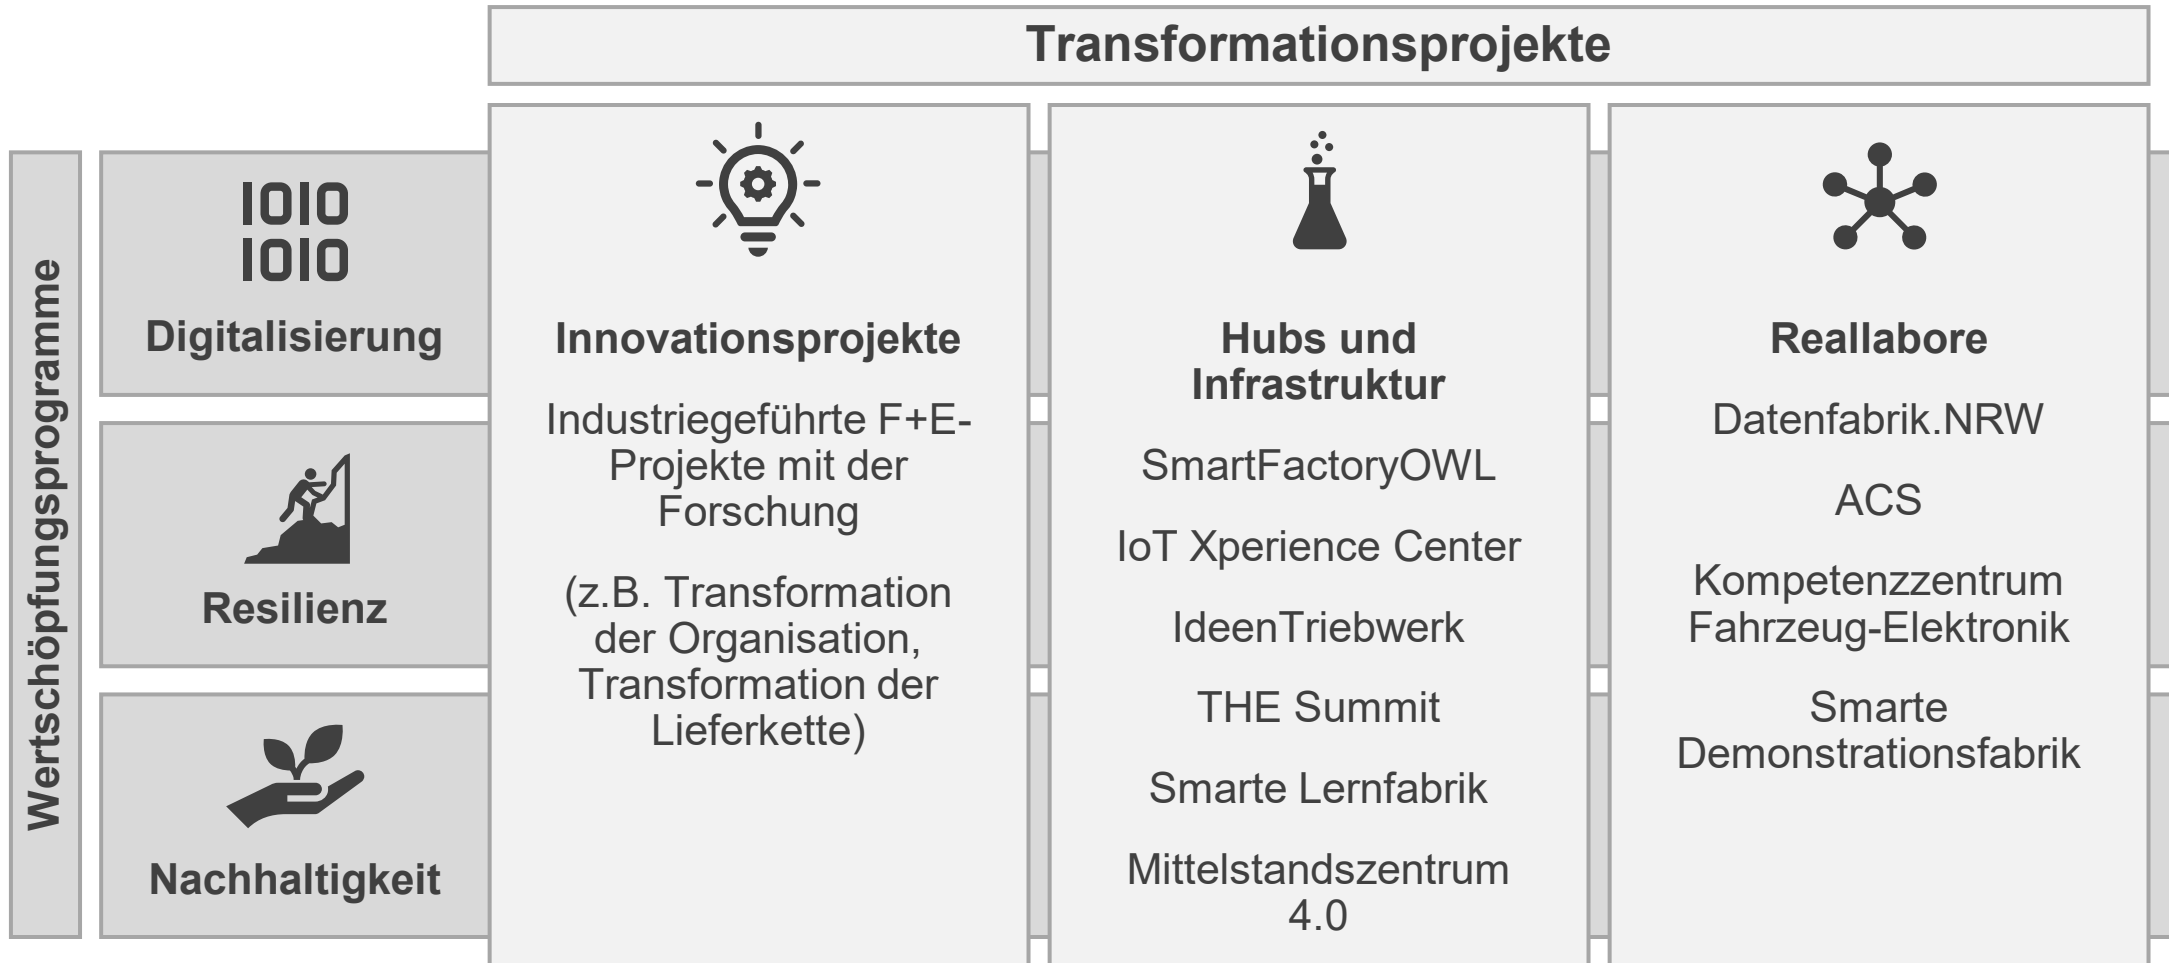 Transformationsprojekte
Wertschöpfungsprogramme
IOIO
IOIO
Digitalisierung
Resilienz
Nachhaltigkeit
Innovationsprojekte
Industriegeführte F+E-
Projekte mit der
Forschung
(z.B. Transformation
der Organisation,
Transformation der
Lieferkette)
Hubs und
Infrastruktur
SmartFactoryOWL
IoT Xperience Center
IdeenTriebwerk
THE Summit
Smarte Lernfabrik
Mittelstandszentrum
4.0
Reallabore
Datenfabrik.NRW
ACS
Kompetenzzentrum
Fahrzeug-Elektronik
Smarte
Demonstrationsfabrik